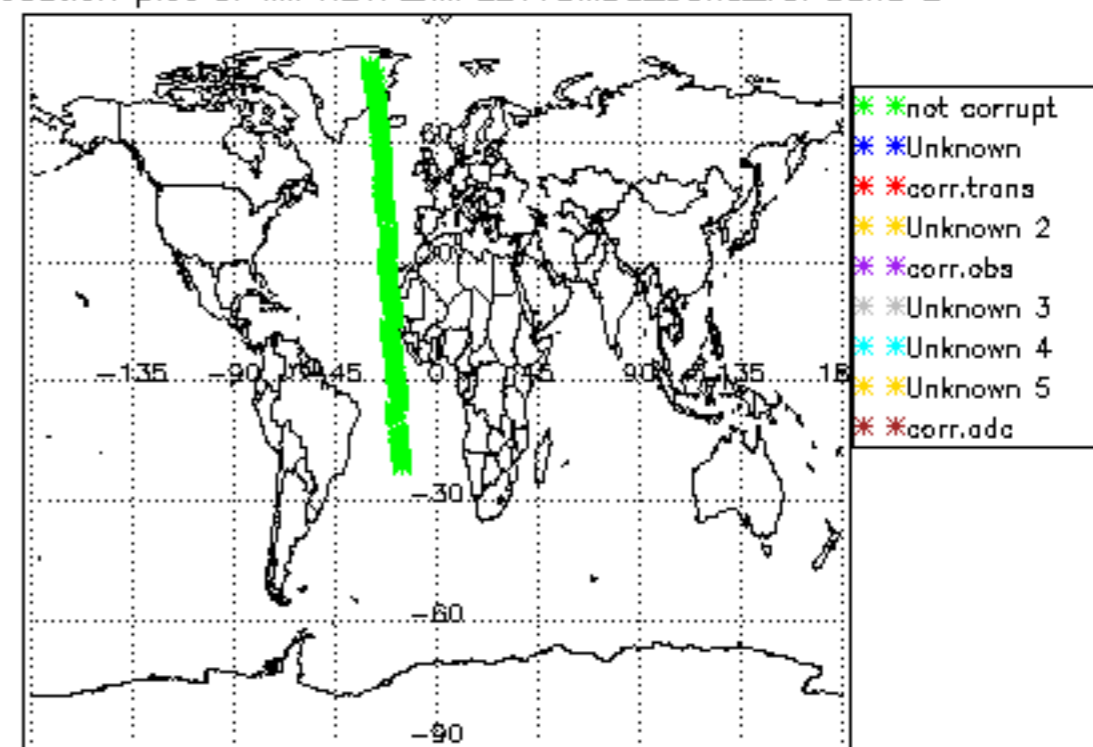 60
-135 -90 45 0 45 90 135
-30
-60
-90
not corrupt
Unknown
corr.trans
Unknown 2
corr.obs
Unknown 3
Unknown 4
Unknown 5
corr.adc